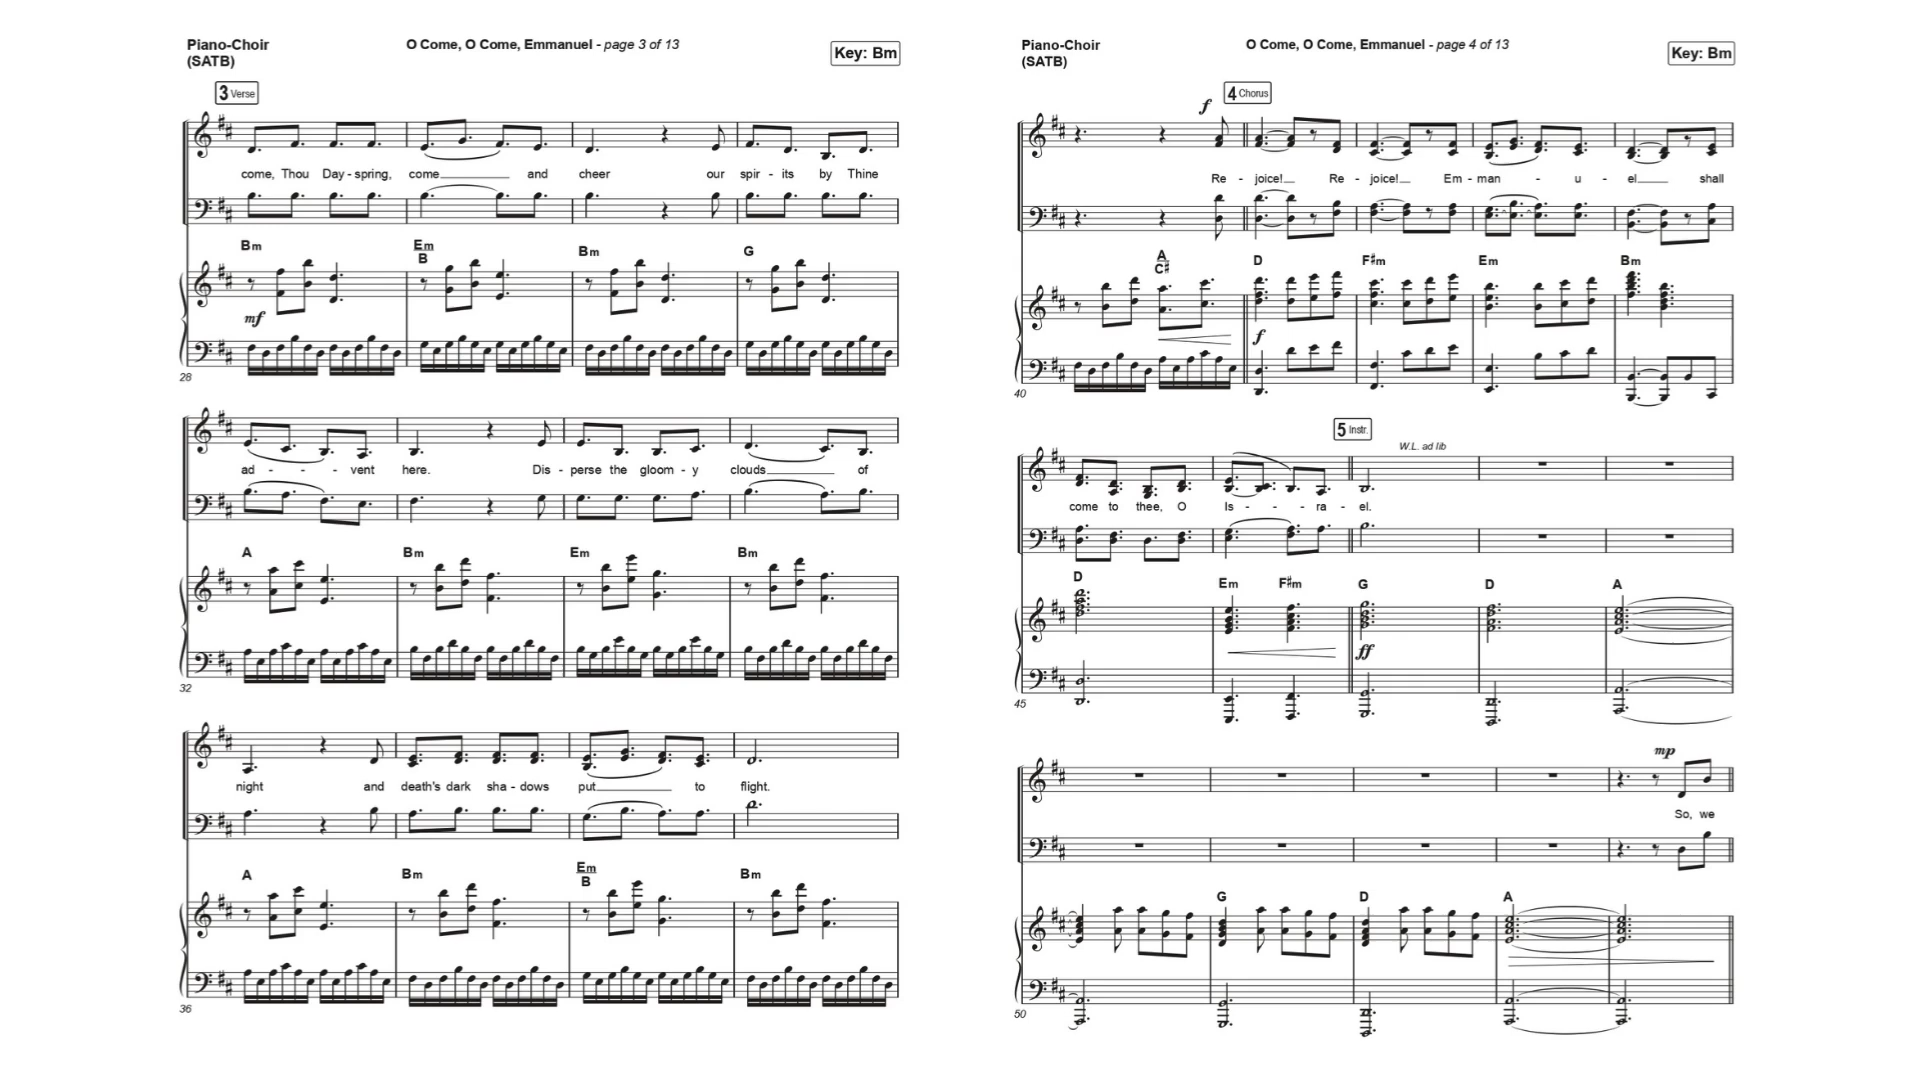 Piano-Choir
(SATB)
O Come, O Come, Emmanuel - page 3 of 13
Key: Bm
3 Verse
come, Thou Day - spring, come and cheer our spir - its by Thine
Bm Em/B Bm G
mf
28
ad - - - vent here. Dis - perse the gloom - y clouds of
A Bm Em Bm
32
night and death's dark sha - dows put to flight.
A Bm Em/B Bm
36
Piano-Choir
(SATB)
O Come, O Come, Emmanuel - page 4 of 13
Key: Bm
f
4 Chorus
Re - joice! Re - joice! Em - man - u - el shall
A/C# D F#m Em Bm
f
40
5 Instr.
W.L. ad lib
come to thee, O Is - - - ra - el.
D Em F#m G D A
ff
45
mp
So, we
G D A
50